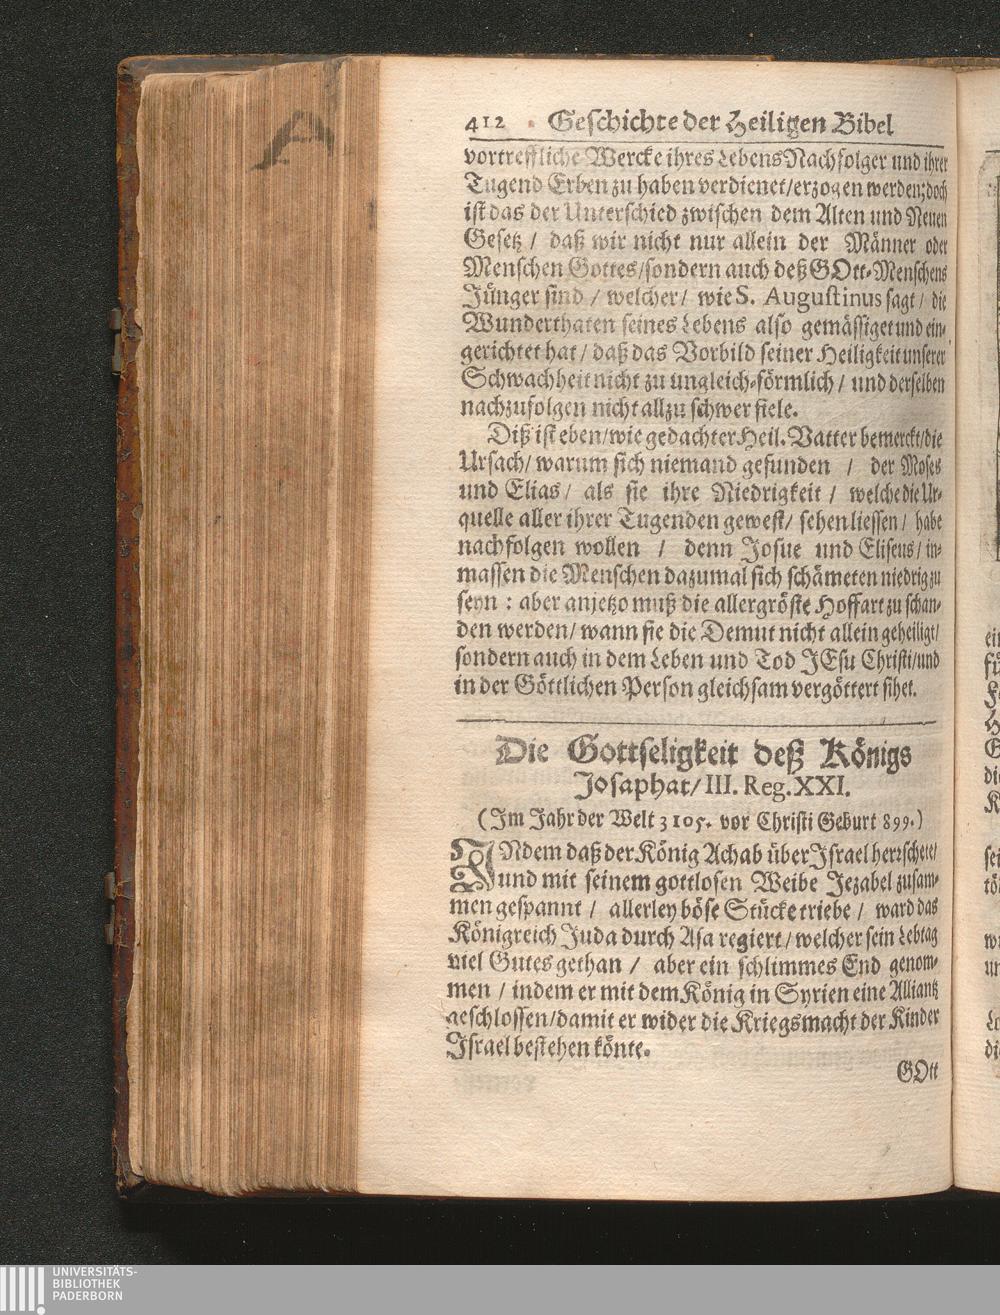 412 Geschichte der Heiligen Bibel
vortreffliche Wercke ihres Lebens Nachfolger und ihrer
Tugend Erben zu haben verdienet/erzogen werden; doch
ist das der Unterschied zwischen dem Alten und Neuen
Gesetz / daß wir nicht nur allein der Männer oder
Menschen Gottes/sondern auch deß GOtt-Menschens
Jünger sind / welcher / wie S. Augustinus sagt / die
Wunderthaten seines Lebens also gemässiget und ein-
gerichtet hat / daß das Vorbild seiner Heiligkeit unserer
Schwachheit nicht zu ungleich-förmlich / und derselben
nachzufolgen nicht allzu schwer fiele.
Diß ist eben/wie gedachter Heil. Vatter bemerckt/die
Ursach/ warum sich niemand gefunden / der Moses
und Elias / als sie ihre Niedrigkeit / welche die Ur-
quelle aller ihrer Tugenden gewest/ sehen liessen / habe
nachfolgen wollen / denn Josue und Eliseus / in-
massen die Menschen dazumal sich schämeten niedrig zu
seyn : aber anjetzo muß die allergröste Hoffart zu schan-
den werden/ wann sie die Demut nicht allein geheiligt/
sondern auch in dem Leben und Tod JEsu Christi/und
in der Göttlichen Person gleichsam vergöttert sihet.
Die Gottseligkeit deß Königs
Josaphat/ III. Reg. XXI.
(Im Jahr der Welt 3105. vor Christi Geburt 899.)
INdem daß der König Achab über Israel herrschete/
und mit seinem gottlosen Weibe Jezabel zusam-
men gespannt / allerley böse Stücke triebe / ward das
Königreich Juda durch Asa regiert / welcher sein Lebtag
viel Gutes gethan / aber ein schlimmes End genom-
men / indem er mit dem König in Syrien eine Alliantz
geschlossen/damit er wider die Kriegsmacht der Kinder
Israel bestehen könte.
GOtt
A
UNIVERSITÄTS-
BIBLIOTHEK
PADERBORN